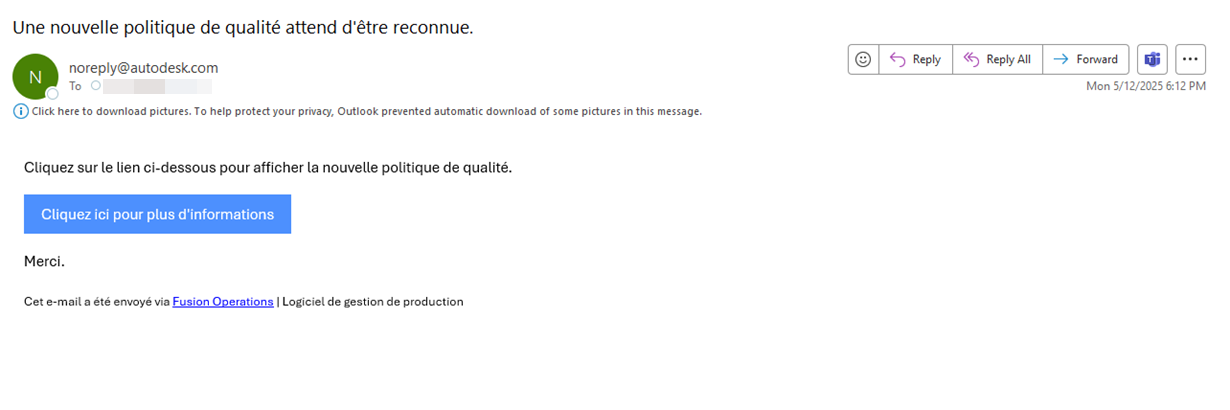 Une nouvelle politique de qualité attend d'être reconnue.
N
noreply@autodesk.com
To
Reply
Reply All
Forward
Mon 5/12/2025 6:12 PM
Click here to download pictures. To help protect your privacy, Outlook prevented automatic download of some pictures in this message.
Cliquez sur le lien ci-dessous pour afficher la nouvelle politique de qualité.
Cliquez ici pour plus d'informations
Merci.
Cet e-mail a été envoyé via Fusion Operations | Logiciel de gestion de production